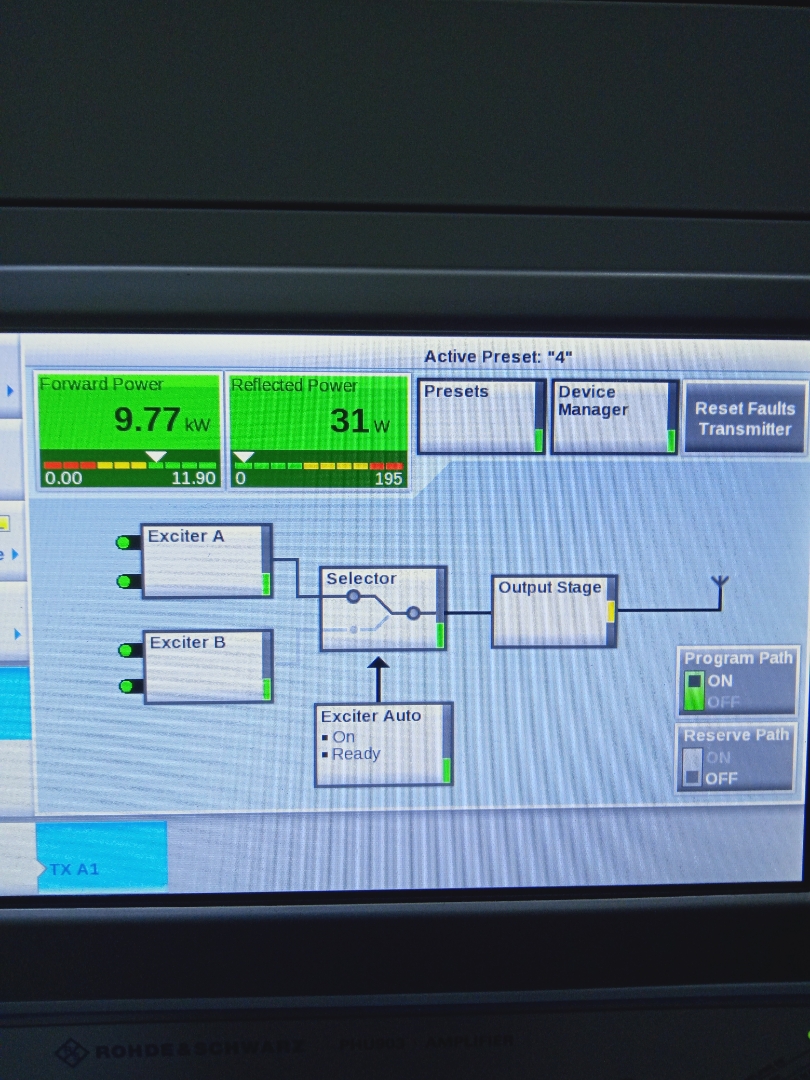 Active Preset: "4"
Forward Power
9.77 kW
0.00 11.90
Reflected Power
31 W
0 195
Presets
Device
Manager
Reset Faults
Transmitter
Exciter A
Exciter B
Selector
Output Stage
Exciter Auto
On
Ready
Program Path
ON
OFF
Reserve Path
ON
OFF
e
TX A1
ROHDE&SCHWARZ
AMPLIFIER